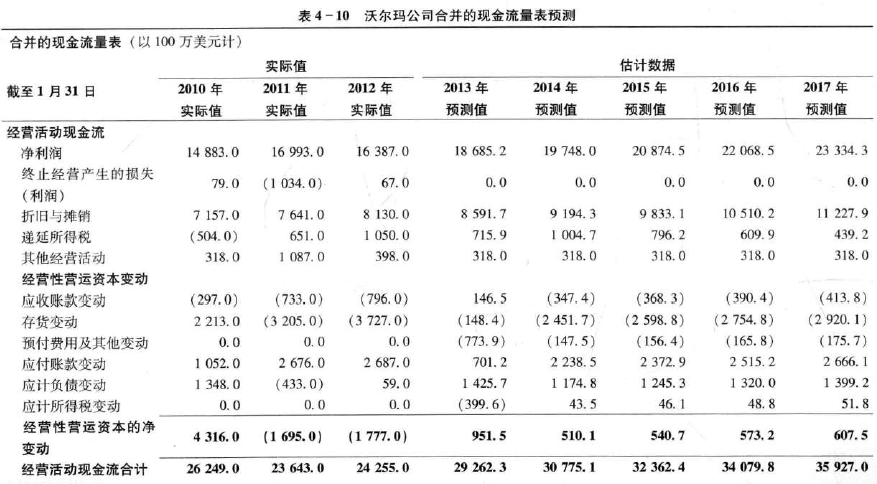 表 4-10 沃尔玛公司合并的现金流量表预测
合并的现金流量表（以 100 万美元计）
实际值 估计数据
截至 1 月 31 日 2010 年 2011 年 2012 年 2013 年 2014 年 2015 年 2016 年 2017 年
实际值 实际值 实际值 预测值 预测值 预测值 预测值 预测值
经营活动现金流
净利润 14 883.0 16 993.0 16 387.0 18 685.2 19 748.0 20 874.5 22 068.5 23 334.3
终止经营产生的损失
（利润） 79.0 (1 034.0) 67.0 0.0 0.0 0.0 0.0 0.0
折旧与摊销 7 157.0 7 641.0 8 130.0 8 591.7 9 194.3 9 833.1 10 510.2 11 227.9
递延所得税 (504.0) 651.0 1 050.0 715.9 1 004.7 796.2 609.9 439.2
其他经营活动 318.0 1 087.0 398.0 318.0 318.0 318.0 318.0 318.0
经营性营运资本变动
应收账款变动 (297.0) (733.0) (796.0) 146.5 (347.4) (368.3) (390.4) (413.8)
存货变动 2 213.0 (3 205.0) (3 727.0) (148.4) (2 451.7) (2 598.8) (2 754.8) (2 920.1)
预付费用及其他变动 0.0 0.0 0.0 (773.9) (147.5) (156.4) (165.8) (175.7)
应付账款变动 1 052.0 2 676.0 2 687.0 701.2 2 238.5 2 372.9 2 515.2 2 666.1
应计负债变动 1 348.0 (433.0) 59.0 1 425.7 1 174.8 1 245.3 1 320.0 1 399.2
应计所得税变动 0.0 0.0 0.0 (399.6) 43.5 46.1 48.8 51.8
经营性营运资本的净
变动 4 316.0 (1 695.0) (1 777.0) 951.5 510.1 540.7 573.2 607.5
经营活动现金流合计 26 249.0 23 643.0 24 255.0 29 262.3 30 775.1 32 362.4 34 079.8 35 927.0